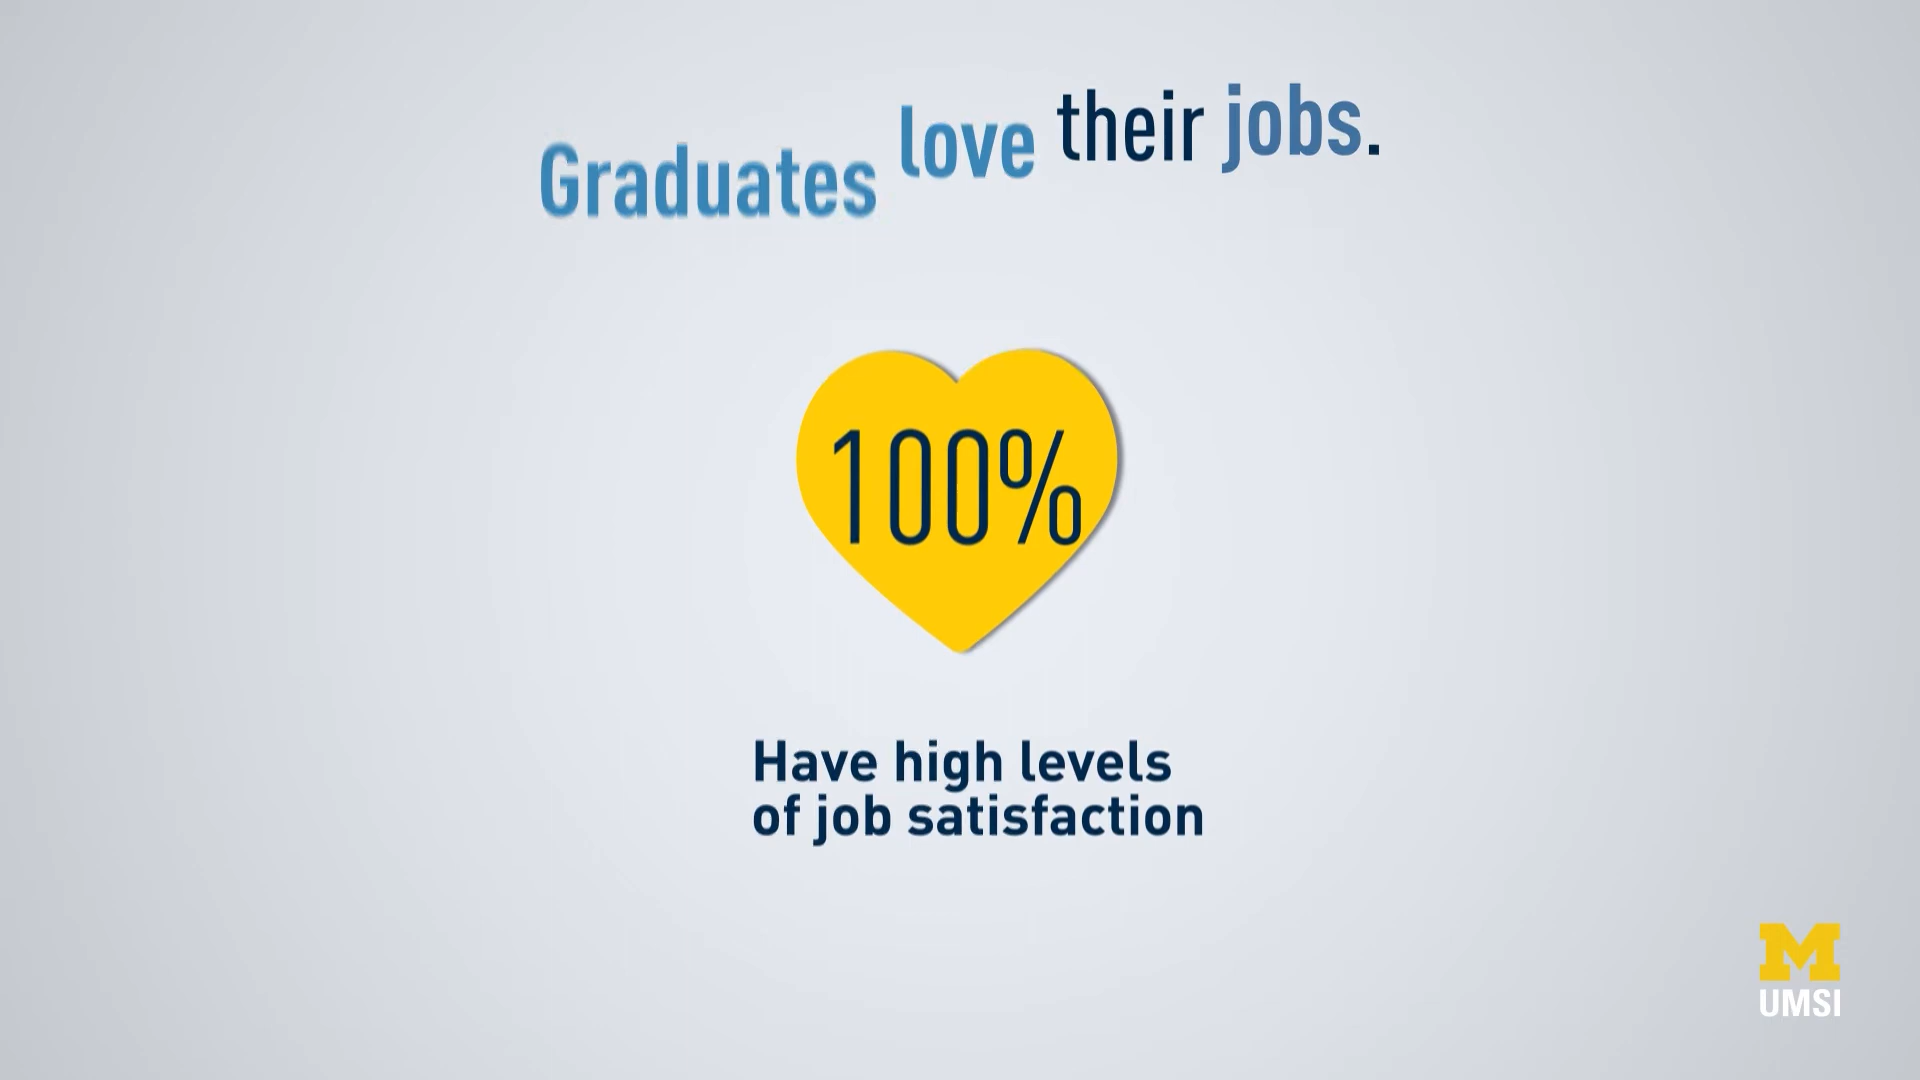 Graduates love their jobs.
100%
Have high levels
of job satisfaction
M
UMSI